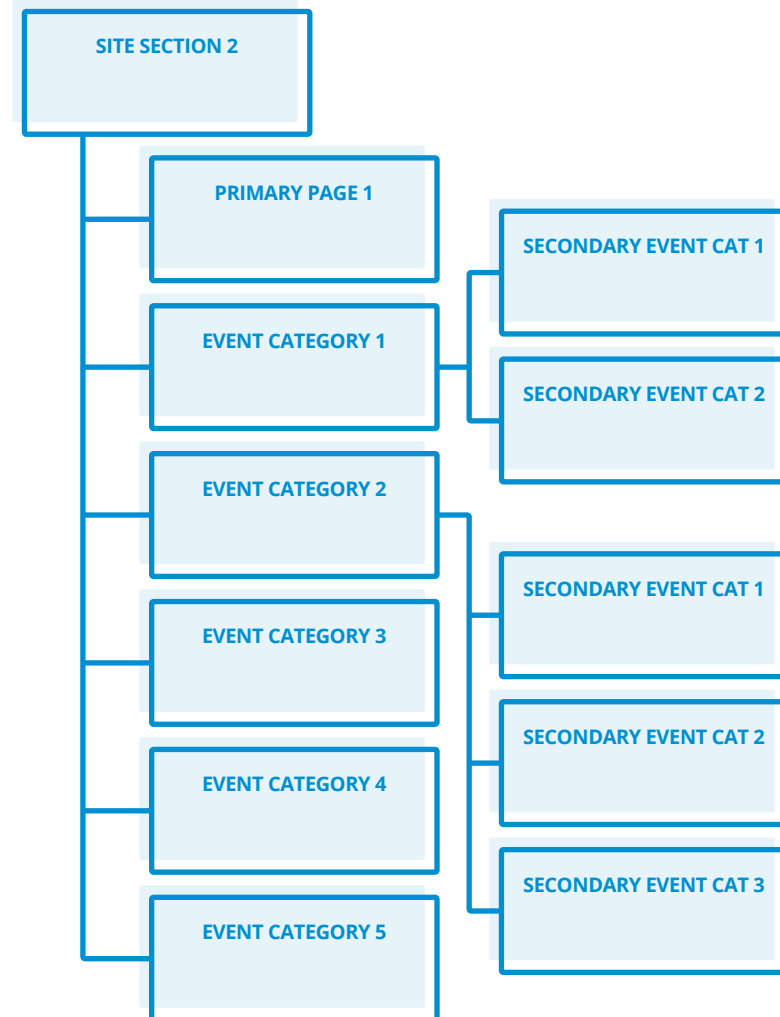 SITE SECTION 2
PRIMARY PAGE 1
EVENT CATEGORY 1
SECONDARY EVENT CAT 1
SECONDARY EVENT CAT 2
EVENT CATEGORY 2
SECONDARY EVENT CAT 1
SECONDARY EVENT CAT 2
SECONDARY EVENT CAT 3
EVENT CATEGORY 3
EVENT CATEGORY 4
EVENT CATEGORY 5